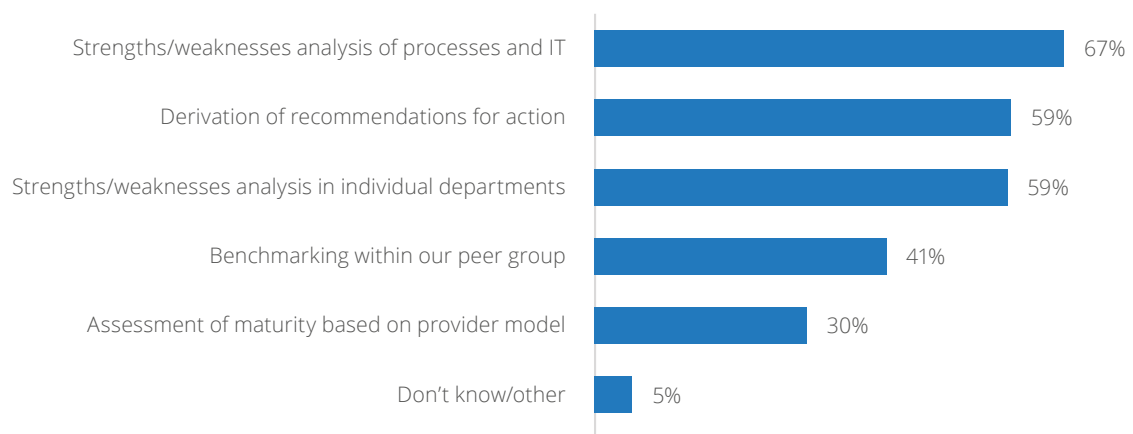 Strengths/weaknesses analysis of processes and IT 67%
Derivation of recommendations for action 59%
Strengths/weaknesses analysis in individual departments 59%
Benchmarking within our peer group 41%
Assessment of maturity based on provider model 30%
Don’t know/other 5%